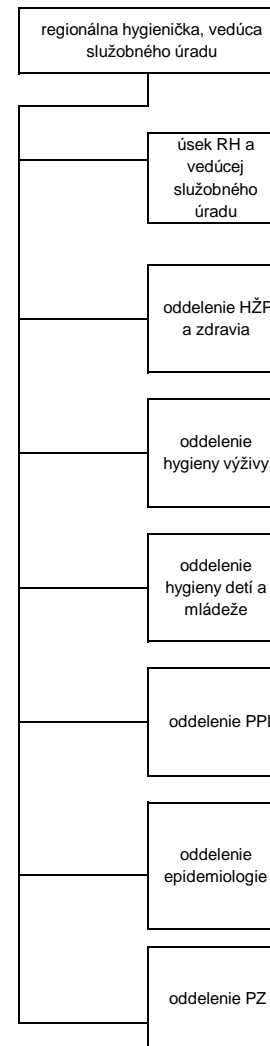 regionálna hygienička, vedúca
služobného úradu
úsek RH a
vedúcej
služobného
úradu
oddelenie HŽP
a zdravia
oddelenie
hygieny výživy
oddelenie
hygieny detí a
mládeže
oddelenie PPL
oddelenie
epidemiologie
oddelenie PZ